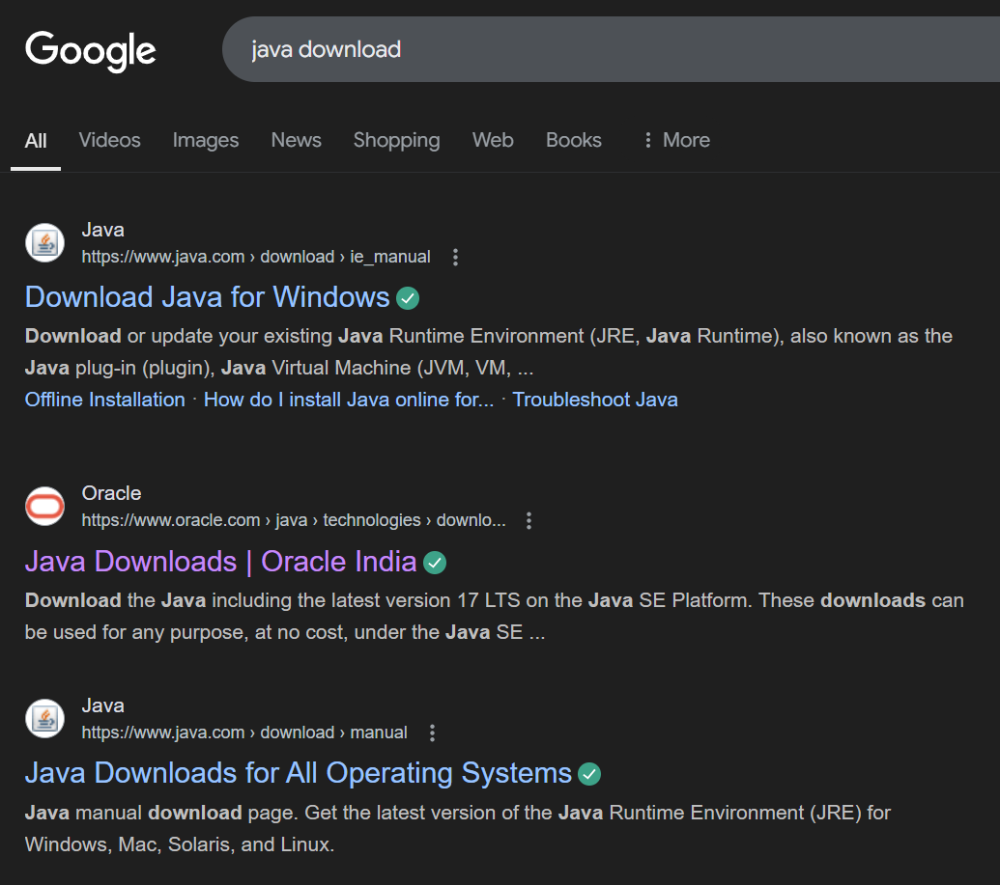 Google
java download
All Videos Images News Shopping Web Books More
Java
https://www.java.com › download › ie_manual
Download Java for Windows
Download or update your existing Java Runtime Environment (JRE, Java Runtime), also known as the
Java plug-in (plugin), Java Virtual Machine (JVM, VM, ...
Offline Installation · How do I install Java online for... · Troubleshoot Java
Oracle
https://www.oracle.com › java › technologies › downlo...
Java Downloads | Oracle India
Download the Java including the latest version 17 LTS on the Java SE Platform. These downloads can
be used for any purpose, at no cost, under the Java SE ...
Java
https://www.java.com › download › manual
Java Downloads for All Operating Systems
Java manual download page. Get the latest version of the Java Runtime Environment (JRE) for
Windows, Mac, Solaris, and Linux.